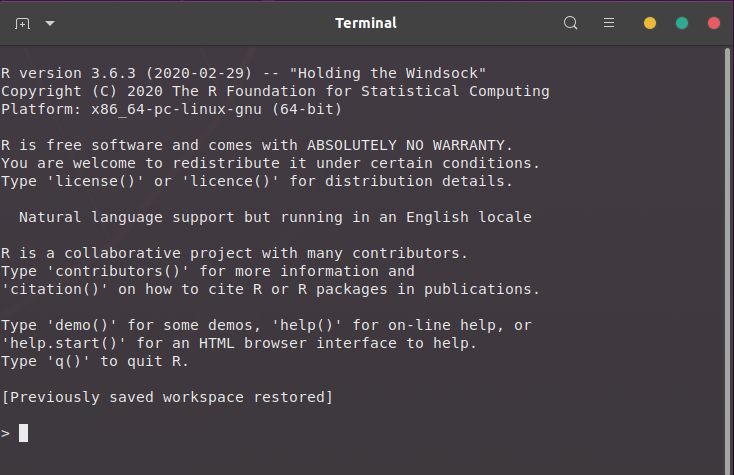 Terminal
R version 3.6.3 (2020-02-29) -- "Holding the Windsock"
Copyright (C) 2020 The R Foundation for Statistical Computing
Platform: x86_64-pc-linux-gnu (64-bit)
R is free software and comes with ABSOLUTELY NO WARRANTY.
You are welcome to redistribute it under certain conditions.
Type 'license()' or 'licence()' for distribution details.
Natural language support but running in an English locale
R is a collaborative project with many contributors.
Type 'contributors()' for more information and
'citation()' on how to cite R or R packages in publications.
Type 'demo()' for some demos, 'help()' for on-line help, or
'help.start()' for an HTML browser interface to help.
Type 'q()' to quit R.
[Previously saved workspace restored]
>